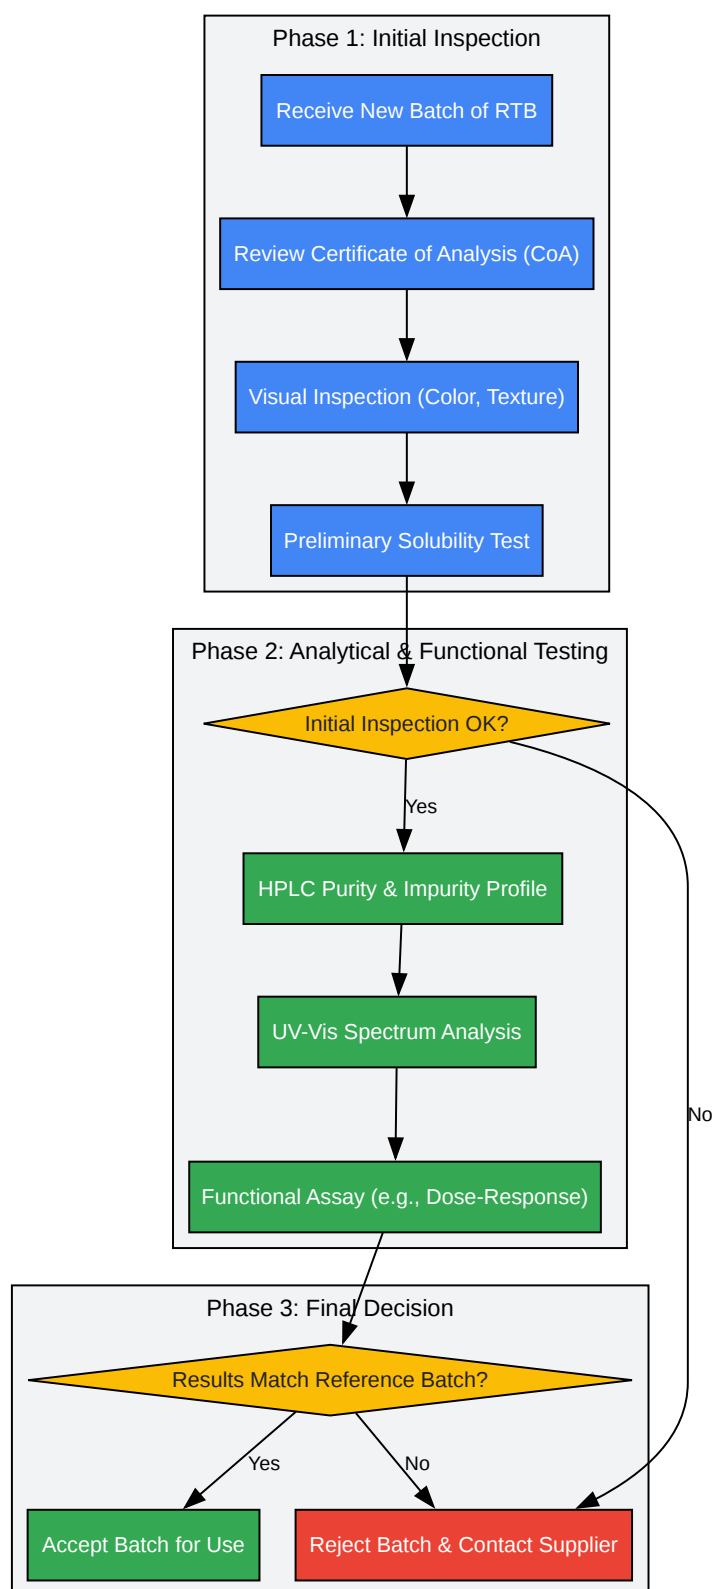 Phase 1: Initial Inspection
Receive New Batch of RTB
Review Certificate of Analysis (CoA)
Visual Inspection (Color, Texture)
Preliminary Solubility Test
Phase 2: Analytical & Functional Testing
Initial Inspection OK?
Yes
HPLC Purity & Impurity Profile
UV-Vis Spectrum Analysis
No
Functional Assay (e.g., Dose-Response)
Phase 3: Final Decision
Results Match Reference Batch?
Yes
No
Accept Batch for Use
Reject Batch & Contact Supplier